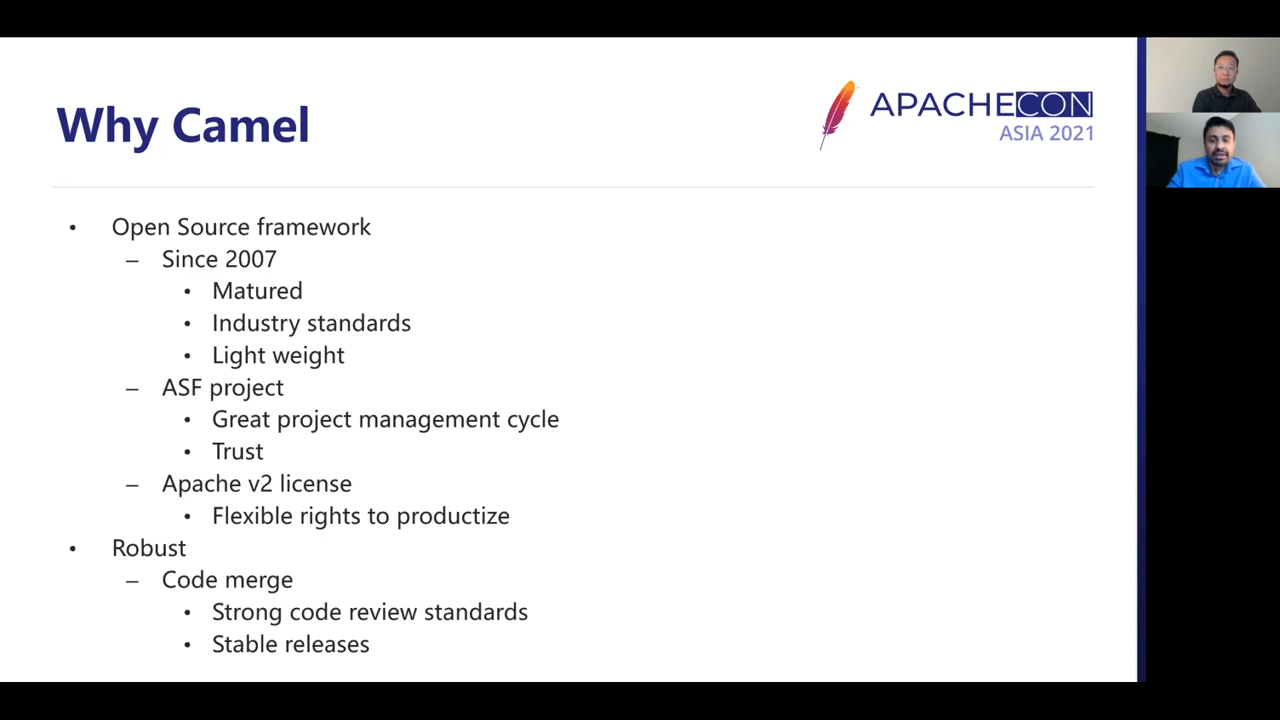 Why Camel
APACHECON
ASIA 2021
• Open Source framework
– Since 2007
• Matured
• Industry standards
• Light weight
– ASF project
• Great project management cycle
• Trust
– Apache v2 license
• Flexible rights to productize
• Robust
– Code merge
• Strong code review standards
• Stable releases